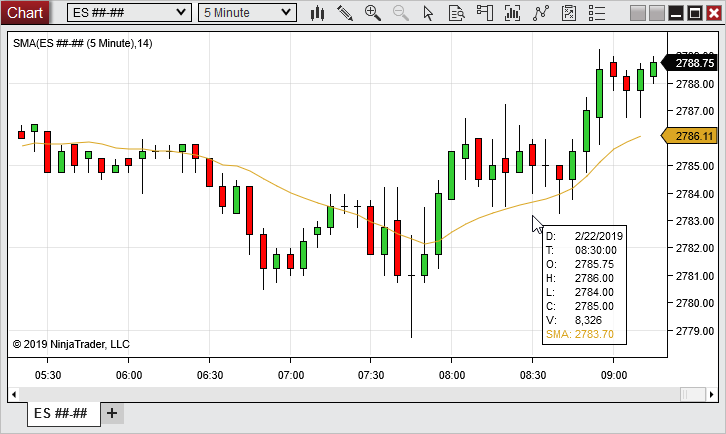 Chart ES ##-## 5 Minute
SMA(ES ##-## (5 Minute),14)
2788.75
2788.00
2787.00
2786.11
2785.00
2784.00
2783.00
2782.00
2781.00
2780.00
2779.00
D: 2/22/2019
T: 08:30:00
O: 2785.75
H: 2786.00
L: 2784.00
C: 2785.00
V: 8,326
SMA: 2783.70
© 2019 NinjaTrader, LLC
05:30 06:00 06:30 07:00 07:30 08:00 08:30 09:00
ES ##-## +